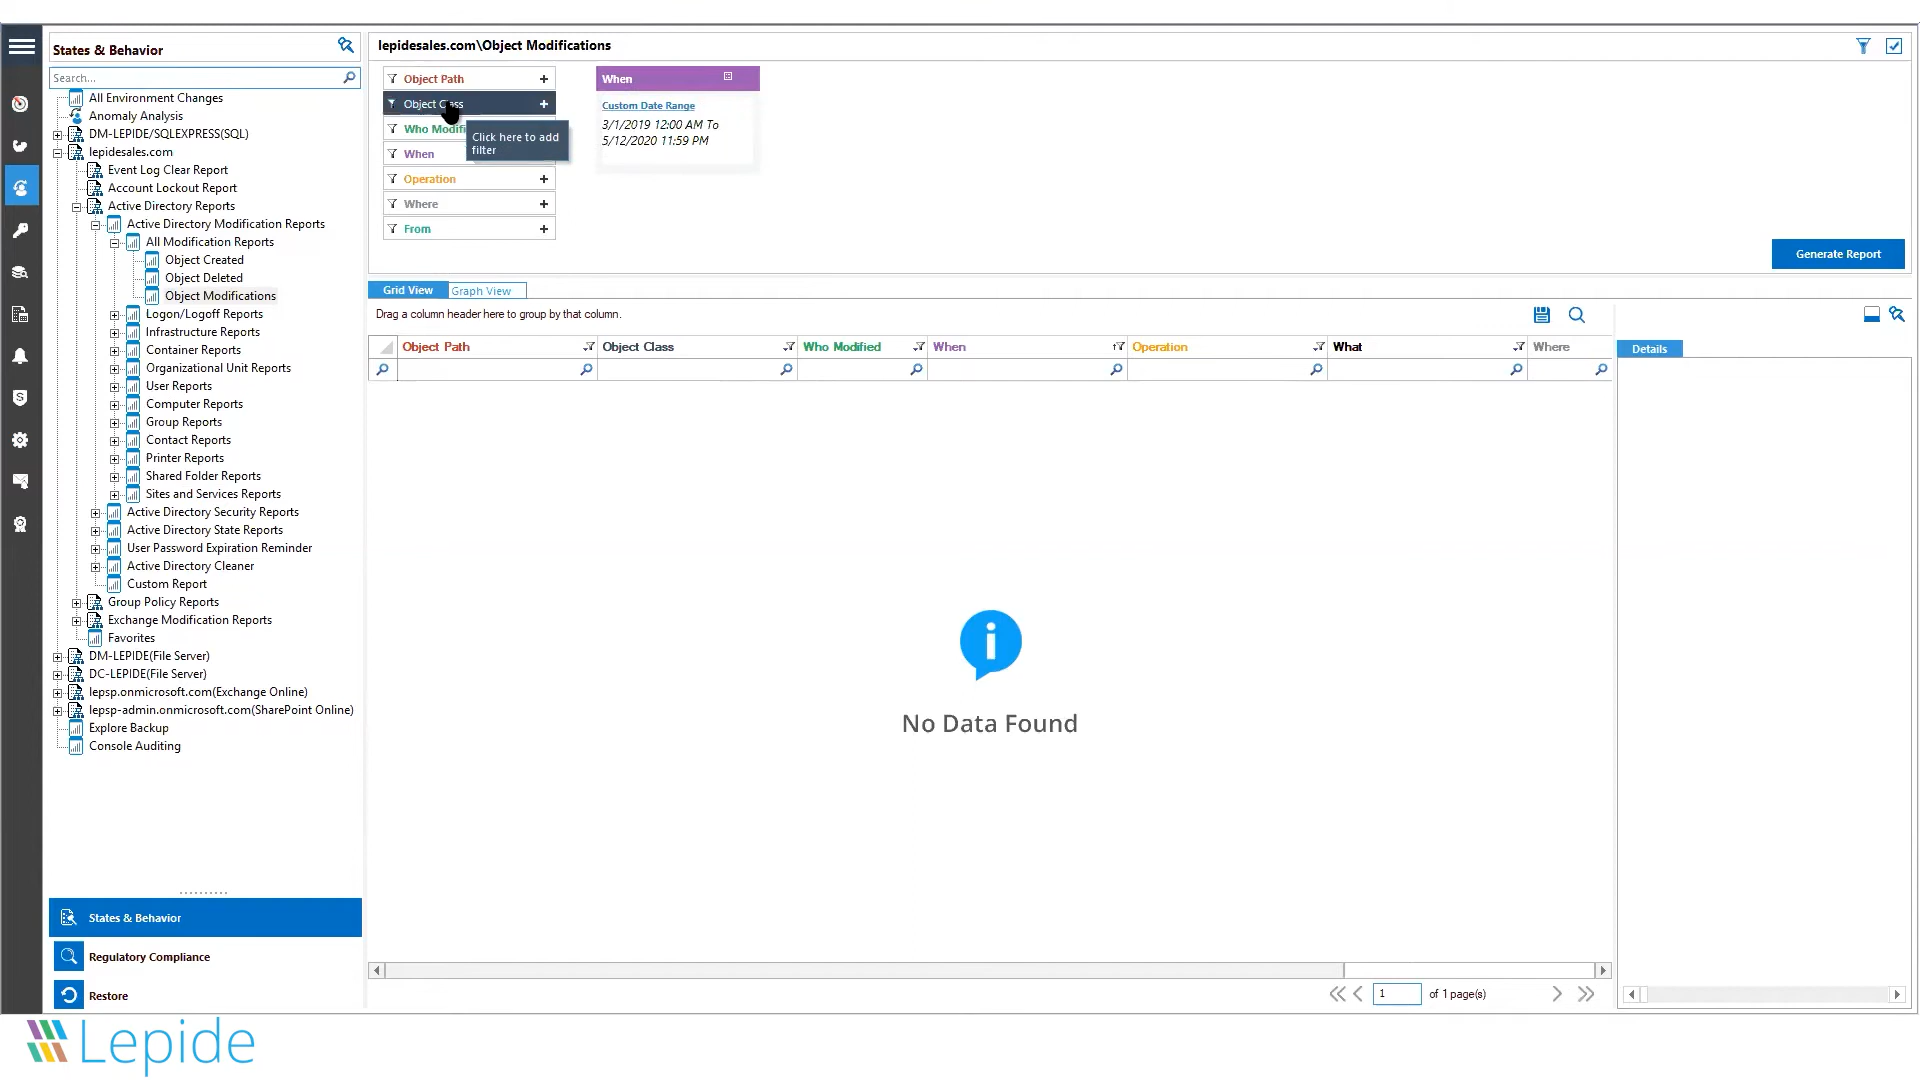 States & Behavior
Search...
All Environment Changes
Anomaly Analysis
DM-LEPIDE/SQLEXPRESS(SQL)
lepidesales.com
Event Log Clear Report
Account Lockout Report
Active Directory Reports
Active Directory Modification Reports
All Modification Reports
Object Created
Object Deleted
Object Modifications
Logon/Logoff Reports
Infrastructure Reports
Container Reports
Organizational Unit Reports
User Reports
Computer Reports
Group Reports
Contact Reports
Printer Reports
Shared Folder Reports
Sites and Services Reports
Active Directory Security Reports
Active Directory State Reports
User Password Expiration Reminder
Active Directory Cleaner
Custom Report
Group Policy Reports
Exchange Modification Reports
Favorites
DM-LEPIDE(File Server)
DC-LEPIDE(File Server)
lepsp.onmicrosoft.com(Exchange Online)
lepsp-admin.onmicrosoft.com(SharePoint Online)
Explore Backup
Console Auditing
States & Behavior
Regulatory Compliance
Restore
lepidesales.com\Object Modifications
Object Path
Object Class
Who Modifi
When
Operation
Where
From
Click here to add
filter
When
Custom Date Range
3/1/2019 12:00 AM To
5/12/2020 11:59 PM
Generate Report
Grid View
Graph View
Drag a column header here to group by that column.
Object Path Object Class Who Modified When Operation What Where
No Data Found
1 of 1 page(s)
Details
Lepide